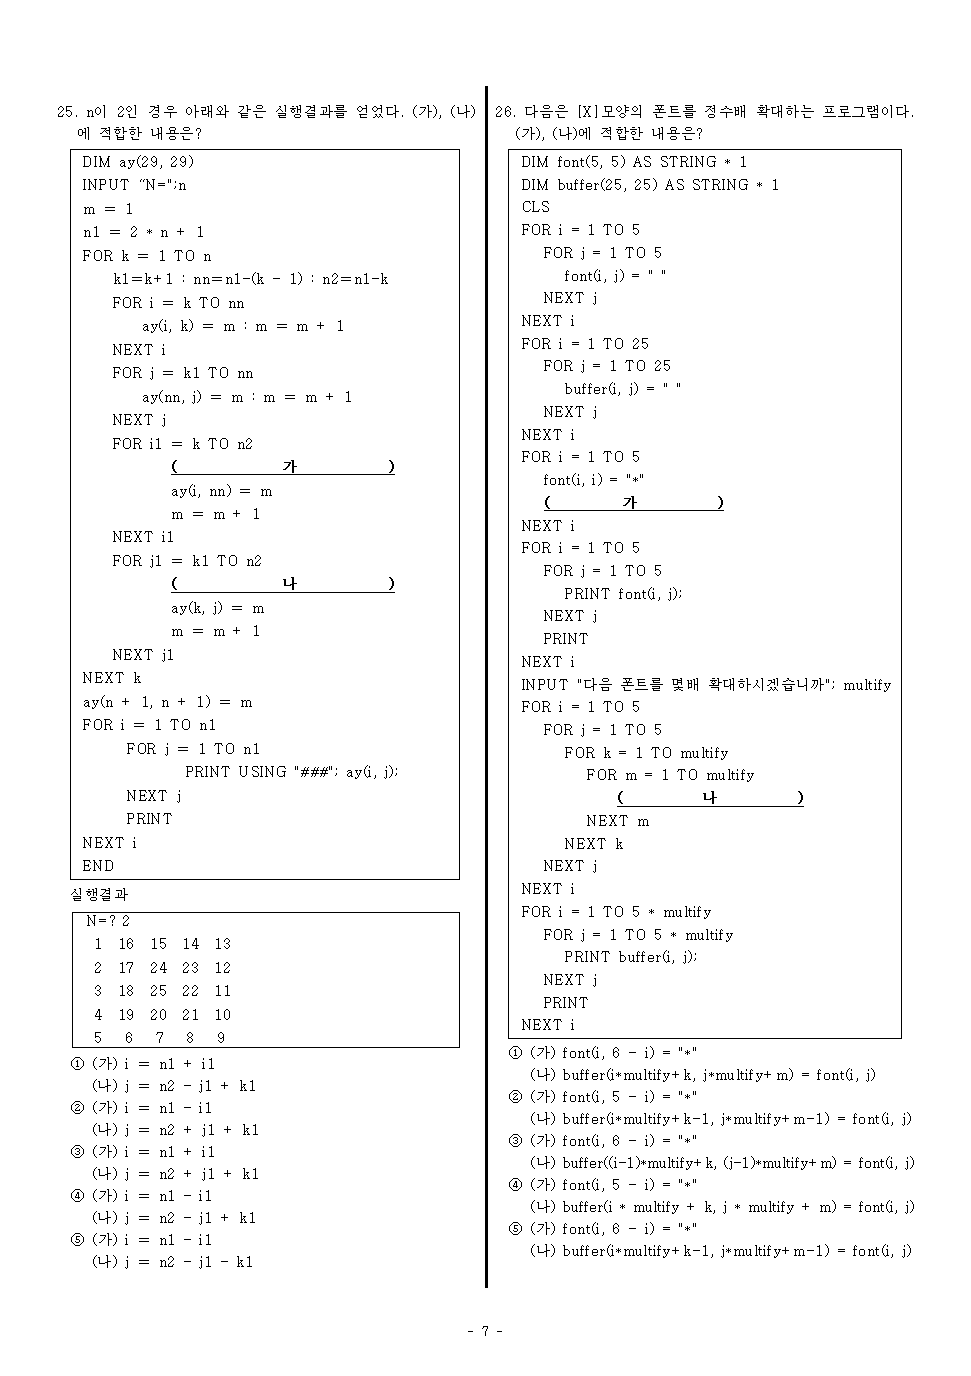 25. n이 2인 경우 아래와 같은 실행결과를 얻었다. (가), (나)
에 적합한 내용은?
DIM ay(29, 29)
INPUT “N=";n
m = 1
n1 = 2 * n + 1
FOR k = 1 TO n
k1=k+1 : nn=n1-(k - 1) : n2=n1-k
FOR i = k TO nn
ay(i, k) = m : m = m + 1
NEXT i
FOR j = k1 TO nn
ay(nn, j) = m : m = m + 1
NEXT j
FOR i1 = k TO n2
( 가 )
ay(i, nn) = m
m = m + 1
NEXT i1
FOR j1 = k1 TO n2
( 나 )
ay(k, j) = m
m = m + 1
NEXT j1
NEXT k
ay(n + 1, n + 1) = m
FOR i = 1 TO n1
FOR j = 1 TO n1
PRINT USING "###"; ay(i, j);
NEXT j
PRINT
NEXT i
END
실행결과
N=? 2
1 16 15 14 13
2 17 24 23 12
3 18 25 22 11
4 19 20 21 10
5 6 7 8 9
① (가) i = n1 + i1
(나) j = n2 - j1 + k1
② (가) i = n1 - i1
(나) j = n2 + j1 + k1
③ (가) i = n1 + i1
(나) j = n2 + j1 + k1
④ (가) i = n1 - i1
(나) j = n2 - j1 + k1
⑤ (가) i = n1 - i1
(나) j = n2 - j1 - k1
26. 다음은 [X]모양의 폰트를 정수배 확대하는 프로그램이다.
(가), (나)에 적합한 내용은?
DIM font(5, 5) AS STRING * 1
DIM buffer(25, 25) AS STRING * 1
CLS
FOR i = 1 TO 5
FOR j = 1 TO 5
font(i, j) = " "
NEXT j
NEXT i
FOR i = 1 TO 25
FOR j = 1 TO 25
buffer(i, j) = " "
NEXT j
NEXT i
FOR i = 1 TO 5
font(i, i) = "*"
( 가 )
NEXT i
FOR i = 1 TO 5
FOR j = 1 TO 5
PRINT font(i, j);
NEXT j
PRINT
NEXT i
INPUT "다음 폰트를 몇배 확대하시겠습니까"; multify
FOR i = 1 TO 5
FOR j = 1 TO 5
FOR k = 1 TO multify
FOR m = 1 TO multify
( 나 )
NEXT m
NEXT k
NEXT j
NEXT i
FOR i = 1 TO 5 * multify
FOR j = 1 TO 5 * multify
PRINT buffer(i, j);
NEXT j
PRINT
NEXT i
① (가) font(i, 6 - i) = "*"
(나) buffer(i*multify+k, j*multify+m) = font(i, j)
② (가) font(i, 5 - i) = "*"
(나) buffer(i*multify+k-1, j*multify+m-1) = font(i, j)
③ (가) font(i, 6 - i) = "*"
(나) buffer((i-1)*multify+k, (j-1)*multify+m) = font(i, j)
④ (가) font(i, 5 - i) = "*"
(나) buffer(i * multify + k, j * multify + m) = font(i, j)
⑤ (가) font(i, 6 - i) = "*"
(나) buffer(i*multify+k-1, j*multify+m-1) = font(i, j)
- 7 -